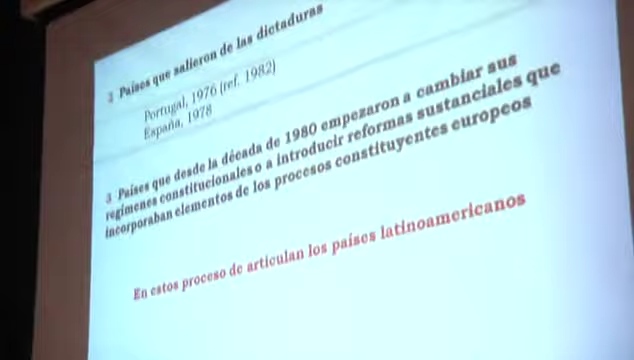 3 Países que salieron de las dictaduras
Portugal, 1976 (ref. 1982)
España, 1978
3 Países que desde la década de 1980 empezaron a cambiar sus
regímenes constitucionales o a introducir reformas sustanciales que
incorporaban elementos de los procesos constituyentes europeos
En estos proceso de articulan los países latinoamericanos